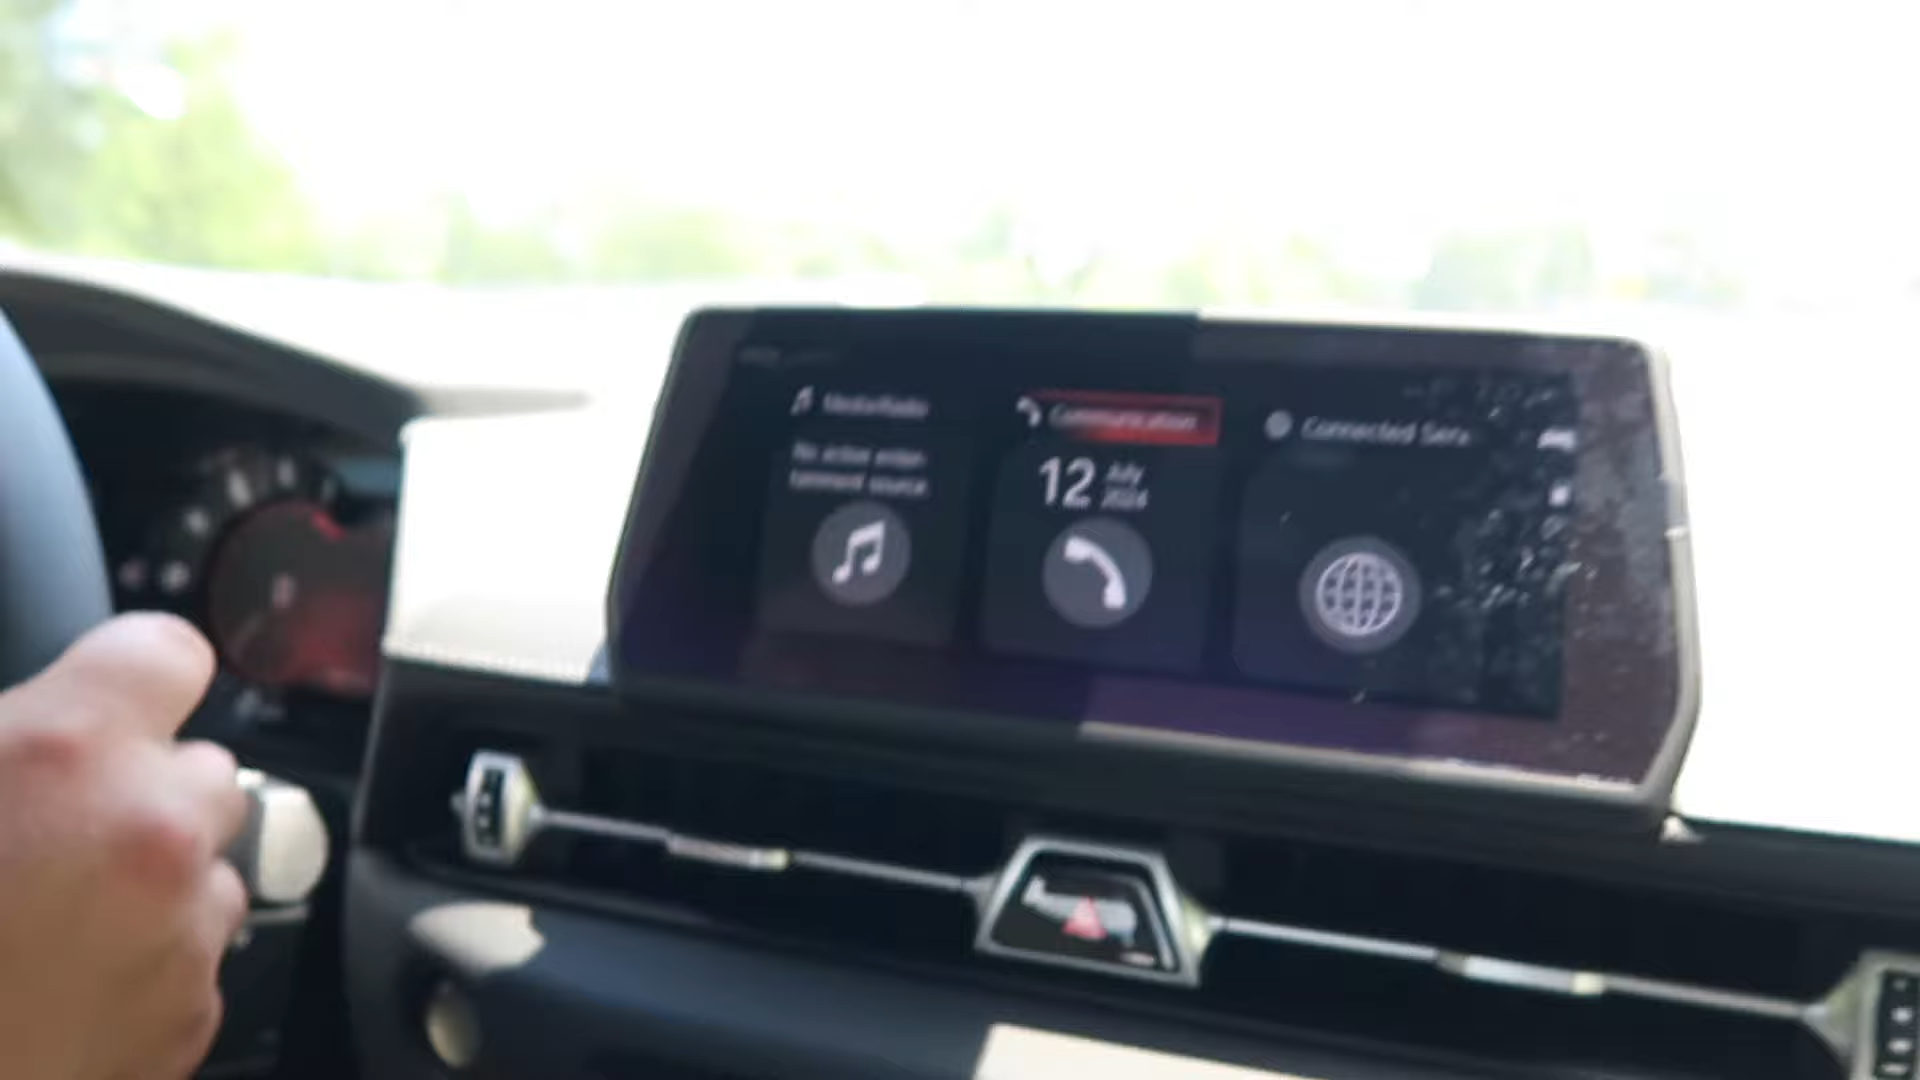 Media/Radio
No active enter-
tainment source.
Communication
12 July
2024
Connected Serv